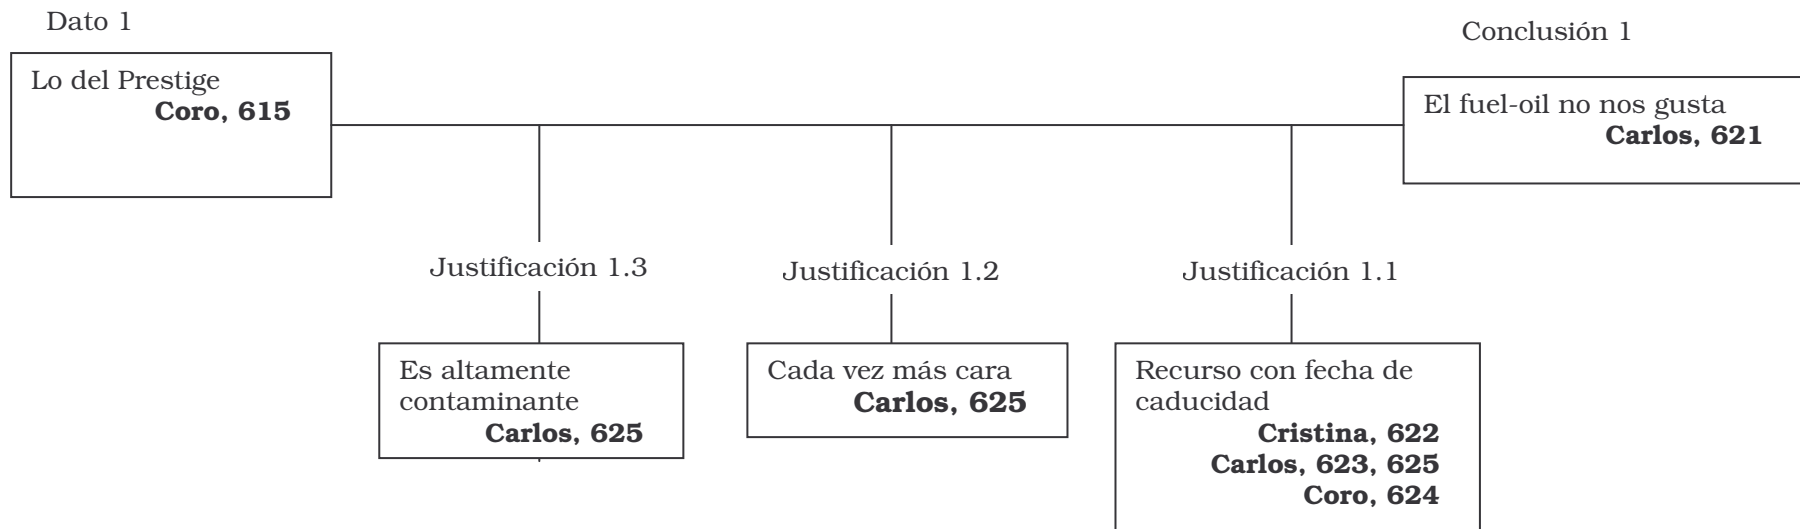 Dato 1
Conclusión 1
Lo del Prestige
Coro, 615
El fuel-oil no nos gusta
Carlos, 621
Justificación 1.3
Justificación 1.2
Justificación 1.1
Es altamente
contaminante
Carlos, 625
Cada vez más cara
Carlos, 625
Recurso con fecha de
caducidad
Cristina, 622
Carlos, 623, 625
Coro, 624